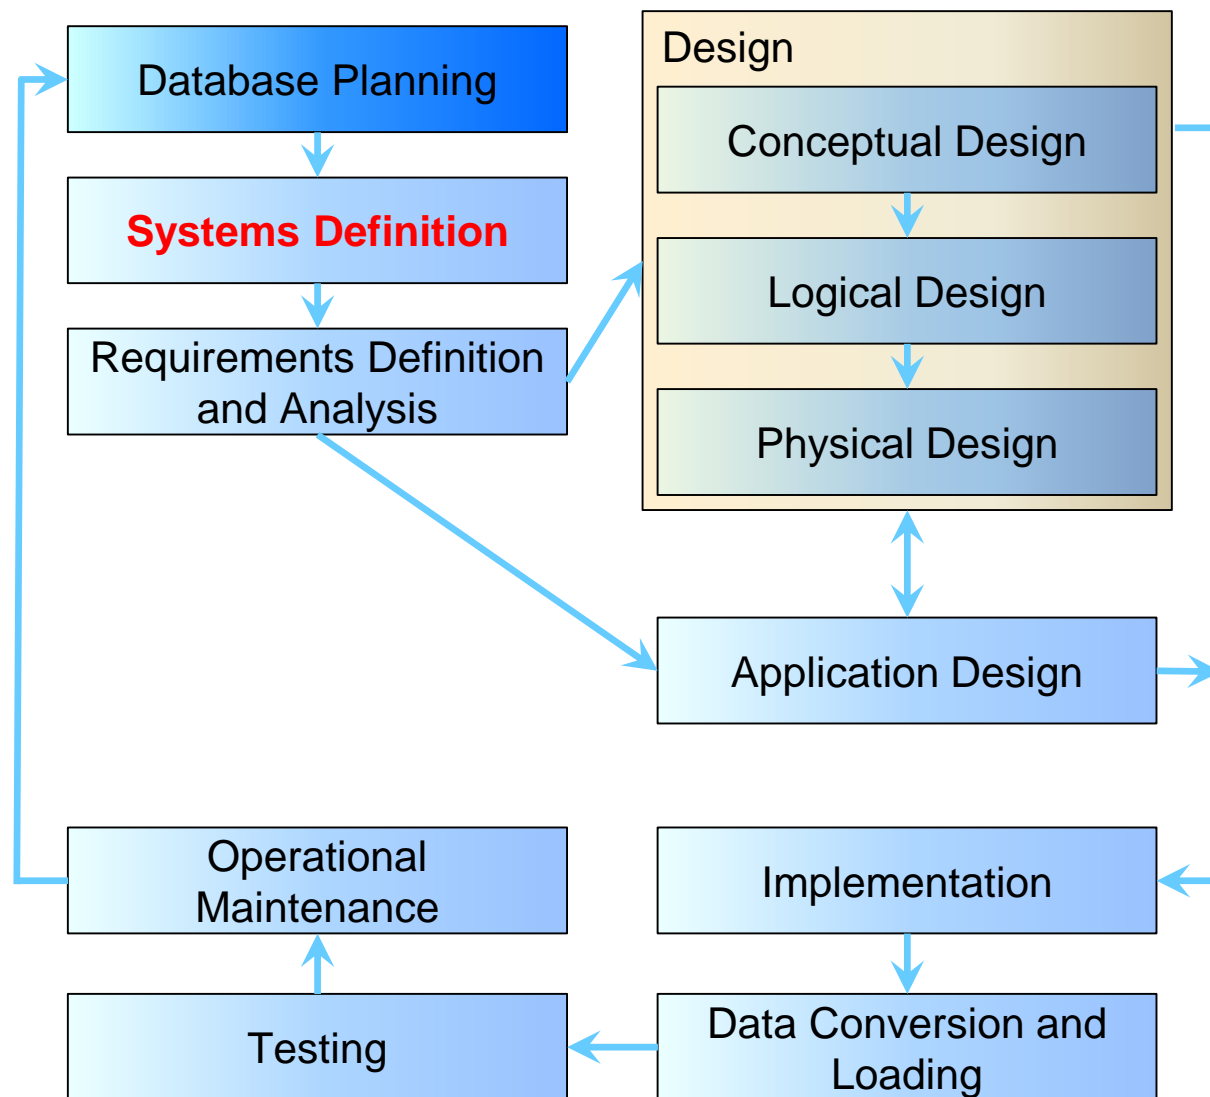 Database Planning
Systems Definition
Requirements Definition
and Analysis
Design
Conceptual Design
Logical Design
Physical Design
Application Design
Operational
Maintenance
Implementation
Testing
Data Conversion and
Loading